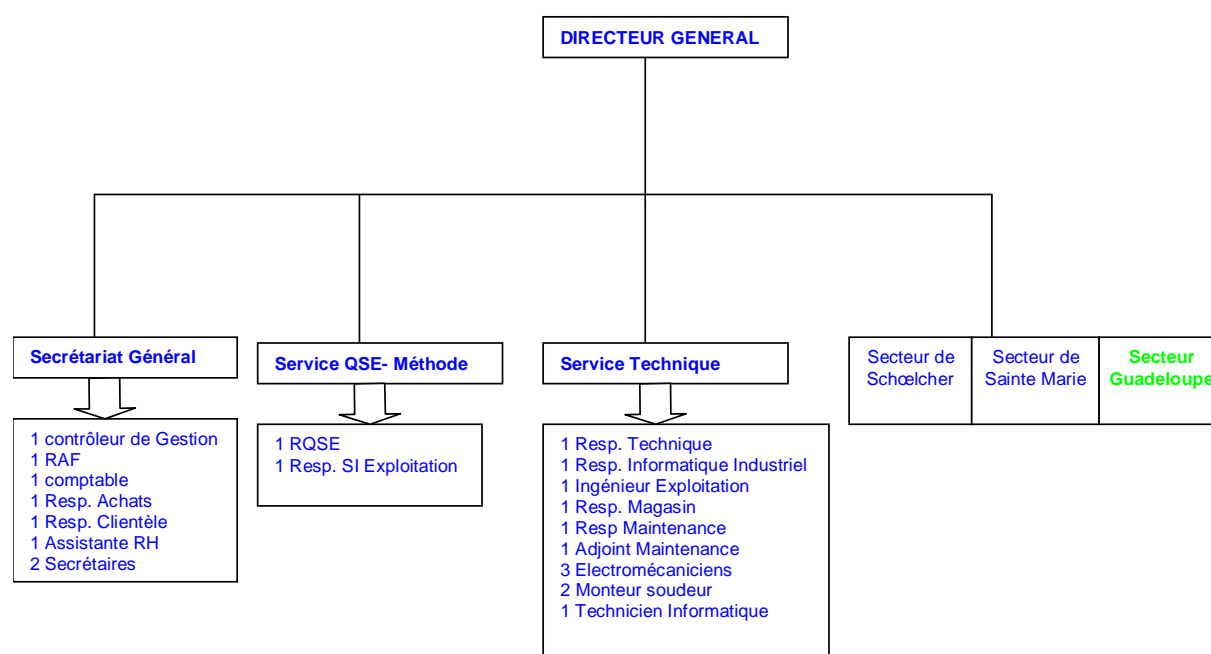 DIRECTEUR GENERAL
Secrétariat Général
1 contrôleur de Gestion
1 RAF
1 comptable
1 Resp. Achats
1 Resp. Clientèle
1 Assistante RH
2 Secrétaires
Service QSE- Méthode
1 RQSE
1 Resp. SI Exploitation
Service Technique
1 Resp. Technique
1 Resp. Informatique Industriel
1 Ingénieur Exploitation
1 Resp. Magasin
1 Resp Maintenance
1 Adjoint Maintenance
3 Electromécaniciens
2 Monteur soudeur
1 Technicien Informatique
Secteur de
Schœlcher
Secteur de
Sainte Marie
Secteur
Guadeloupe